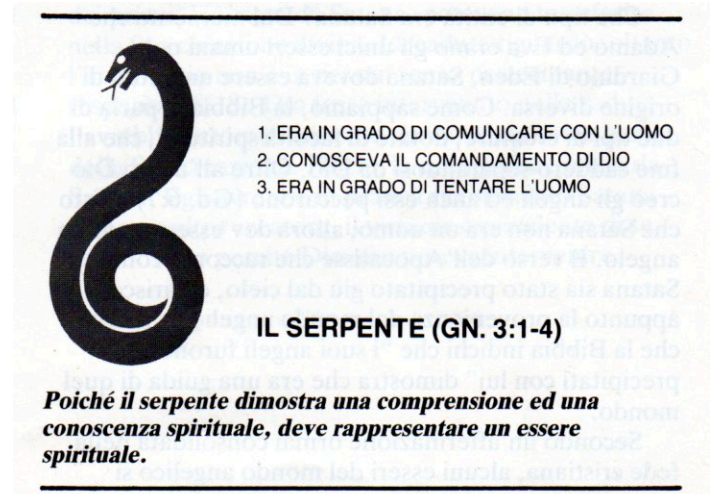 1. ERA IN GRADO DI COMUNICARE CON L'UOMO
2. CONOSCEVA IL COMANDAMENTO DI DIO
3. ERA IN GRADO DI TENTARE L'UOMO
IL SERPENTE (GN. 3:1-4)
Poiché il serpente dimostra una comprensione ed una
conoscenza spirituale, deve rappresentare un essere
spirituale.